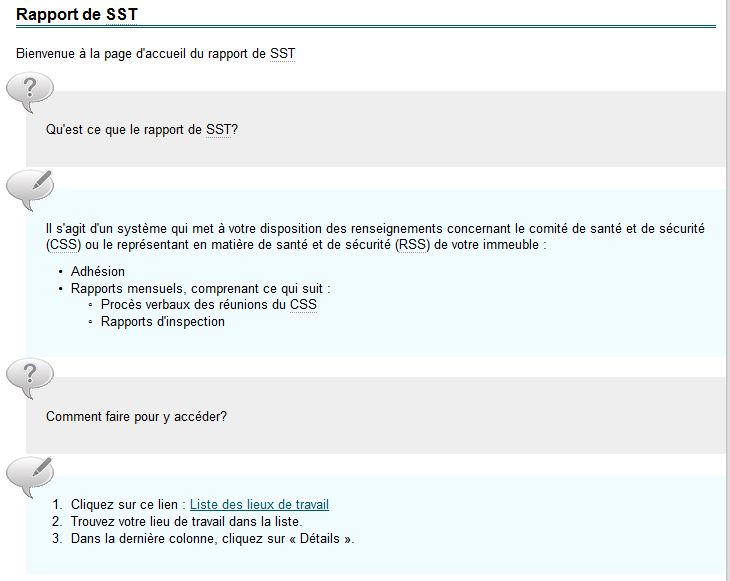 Rapport de SST
Bienvenue à la page d'accueil du rapport de SST
?
Qu'est ce que le rapport de SST?
Il s'agit d'un système qui met à votre disposition des renseignements concernant le comité de santé et de sécurité
(CSS) ou le représentant en matière de santé et de sécurité (RSS) de votre immeuble :
• Adhésion
• Rapports mensuels, comprenant ce qui suit :
◦ Procès verbaux des réunions du CSS
◦ Rapports d'inspection
?
Comment faire pour y accéder?
1. Cliquez sur ce lien : Liste des lieux de travail
2. Trouvez votre lieu de travail dans la liste.
3. Dans la dernière colonne, cliquez sur « Détails ».